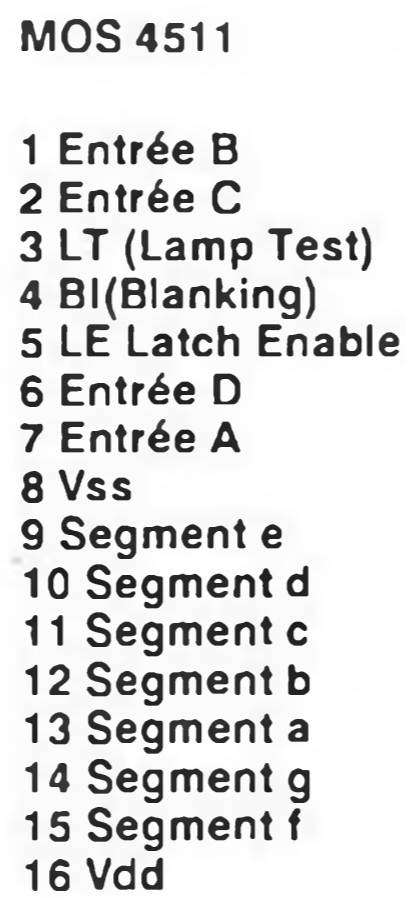 MOS 4511
1 Entrée B
2 Entrée C
3 LT (Lamp Test)
4 BI(Blanking)
5 LE Latch Enable
6 Entrée D
7 Entrée A
8 Vss
9 Segment e
10 Segment d
11 Segment c
12 Segment b
13 Segment a
14 Segment g
15 Segment f
16 Vdd